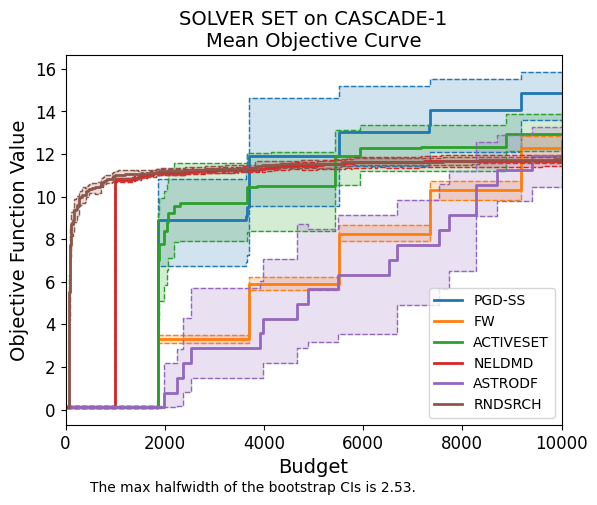 SOLVER SET on CASCADE-1
Mean Objective Curve
Objective Function Value
16
14
12
10
8
6
4
2
0
PGD-SS
FW
ACTIVESET
NELDMD
ASTRODF
RNDSRCH
0 2000 4000 6000 8000 10000
Budget
The max halfwidth of the bootstrap CIs is 2.53.